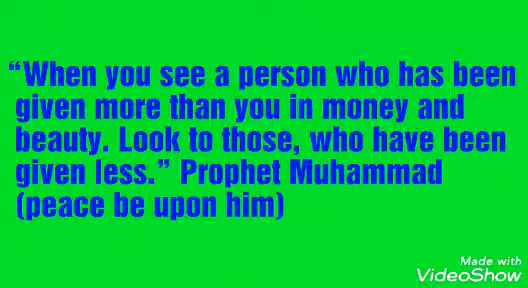 “When you see a person who has been
given more than you in money and
beauty. Look to those, who have been
given less.” Prophet Muhammad
(peace be upon him)
Made with
VideoShow